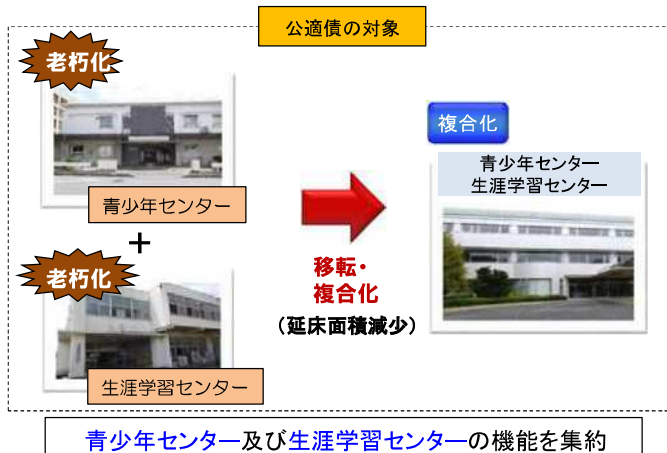 公適債の対象
老朽化
青少年センター
+
老朽化
生涯学習センター
移転・
複合化
（延床面積減少）
複合化
青少年センター
生涯学習センター
青少年センター及び生涯学習センターの機能を集約